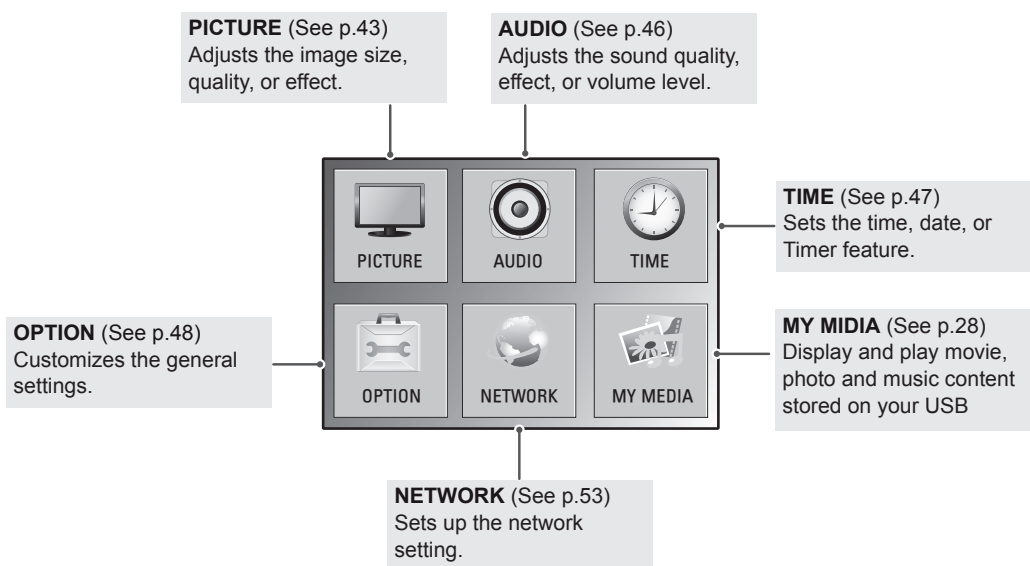 PICTURE (See p.43)
Adjusts the image size,
quality, or effect.
AUDIO (See p.46)
Adjusts the sound quality,
effect, or volume level.
PICTURE
AUDIO
TIME
TIME (See p.47)
Sets the time, date, or
Timer feature.
OPTION (See p.48)
Customizes the general
settings.
OPTION
NETWORK
MY MEDIA
MY MIDIA (See p.28)
Display and play movie,
photo and music content
stored on your USB
NETWORK (See p.53)
Sets up the network
setting.